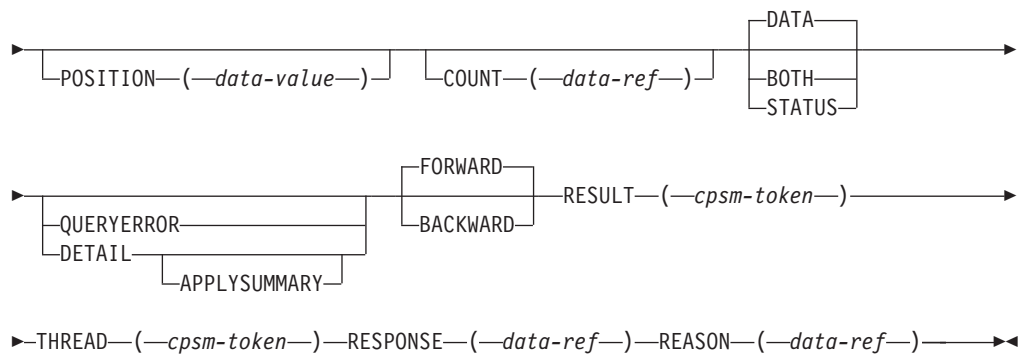 DATA
POSITION ( data-value ) COUNT ( data-ref ) BOTH
STATUS
FORWARD
QUERYERROR BACKWARD RESULT ( cpsm-token )
DETAIL
APPLYSUMMARY
THREAD ( cpsm-token ) RESPONSE ( data-ref ) REASON ( data-ref )